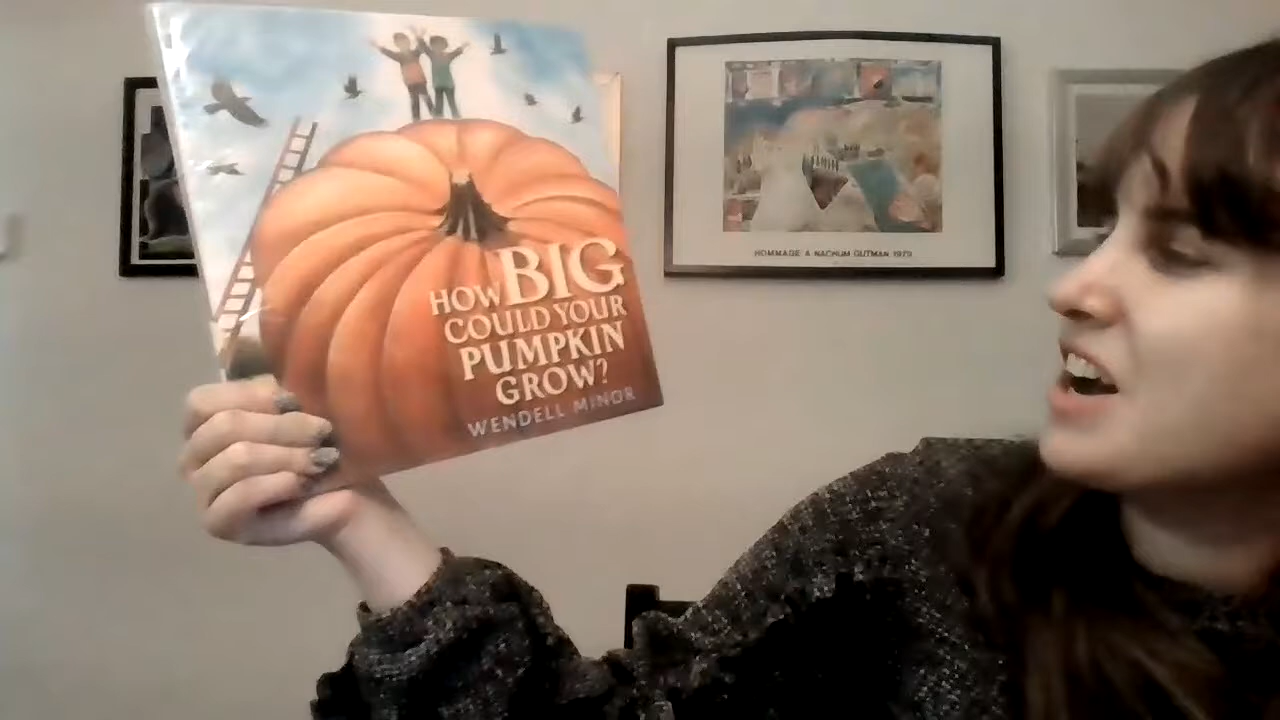 HOW BIG
COULD YOUR
PUMPKIN
GROW?
WENDELL MINOR
HOMMAGE A NACHUM GUTMAN 1979